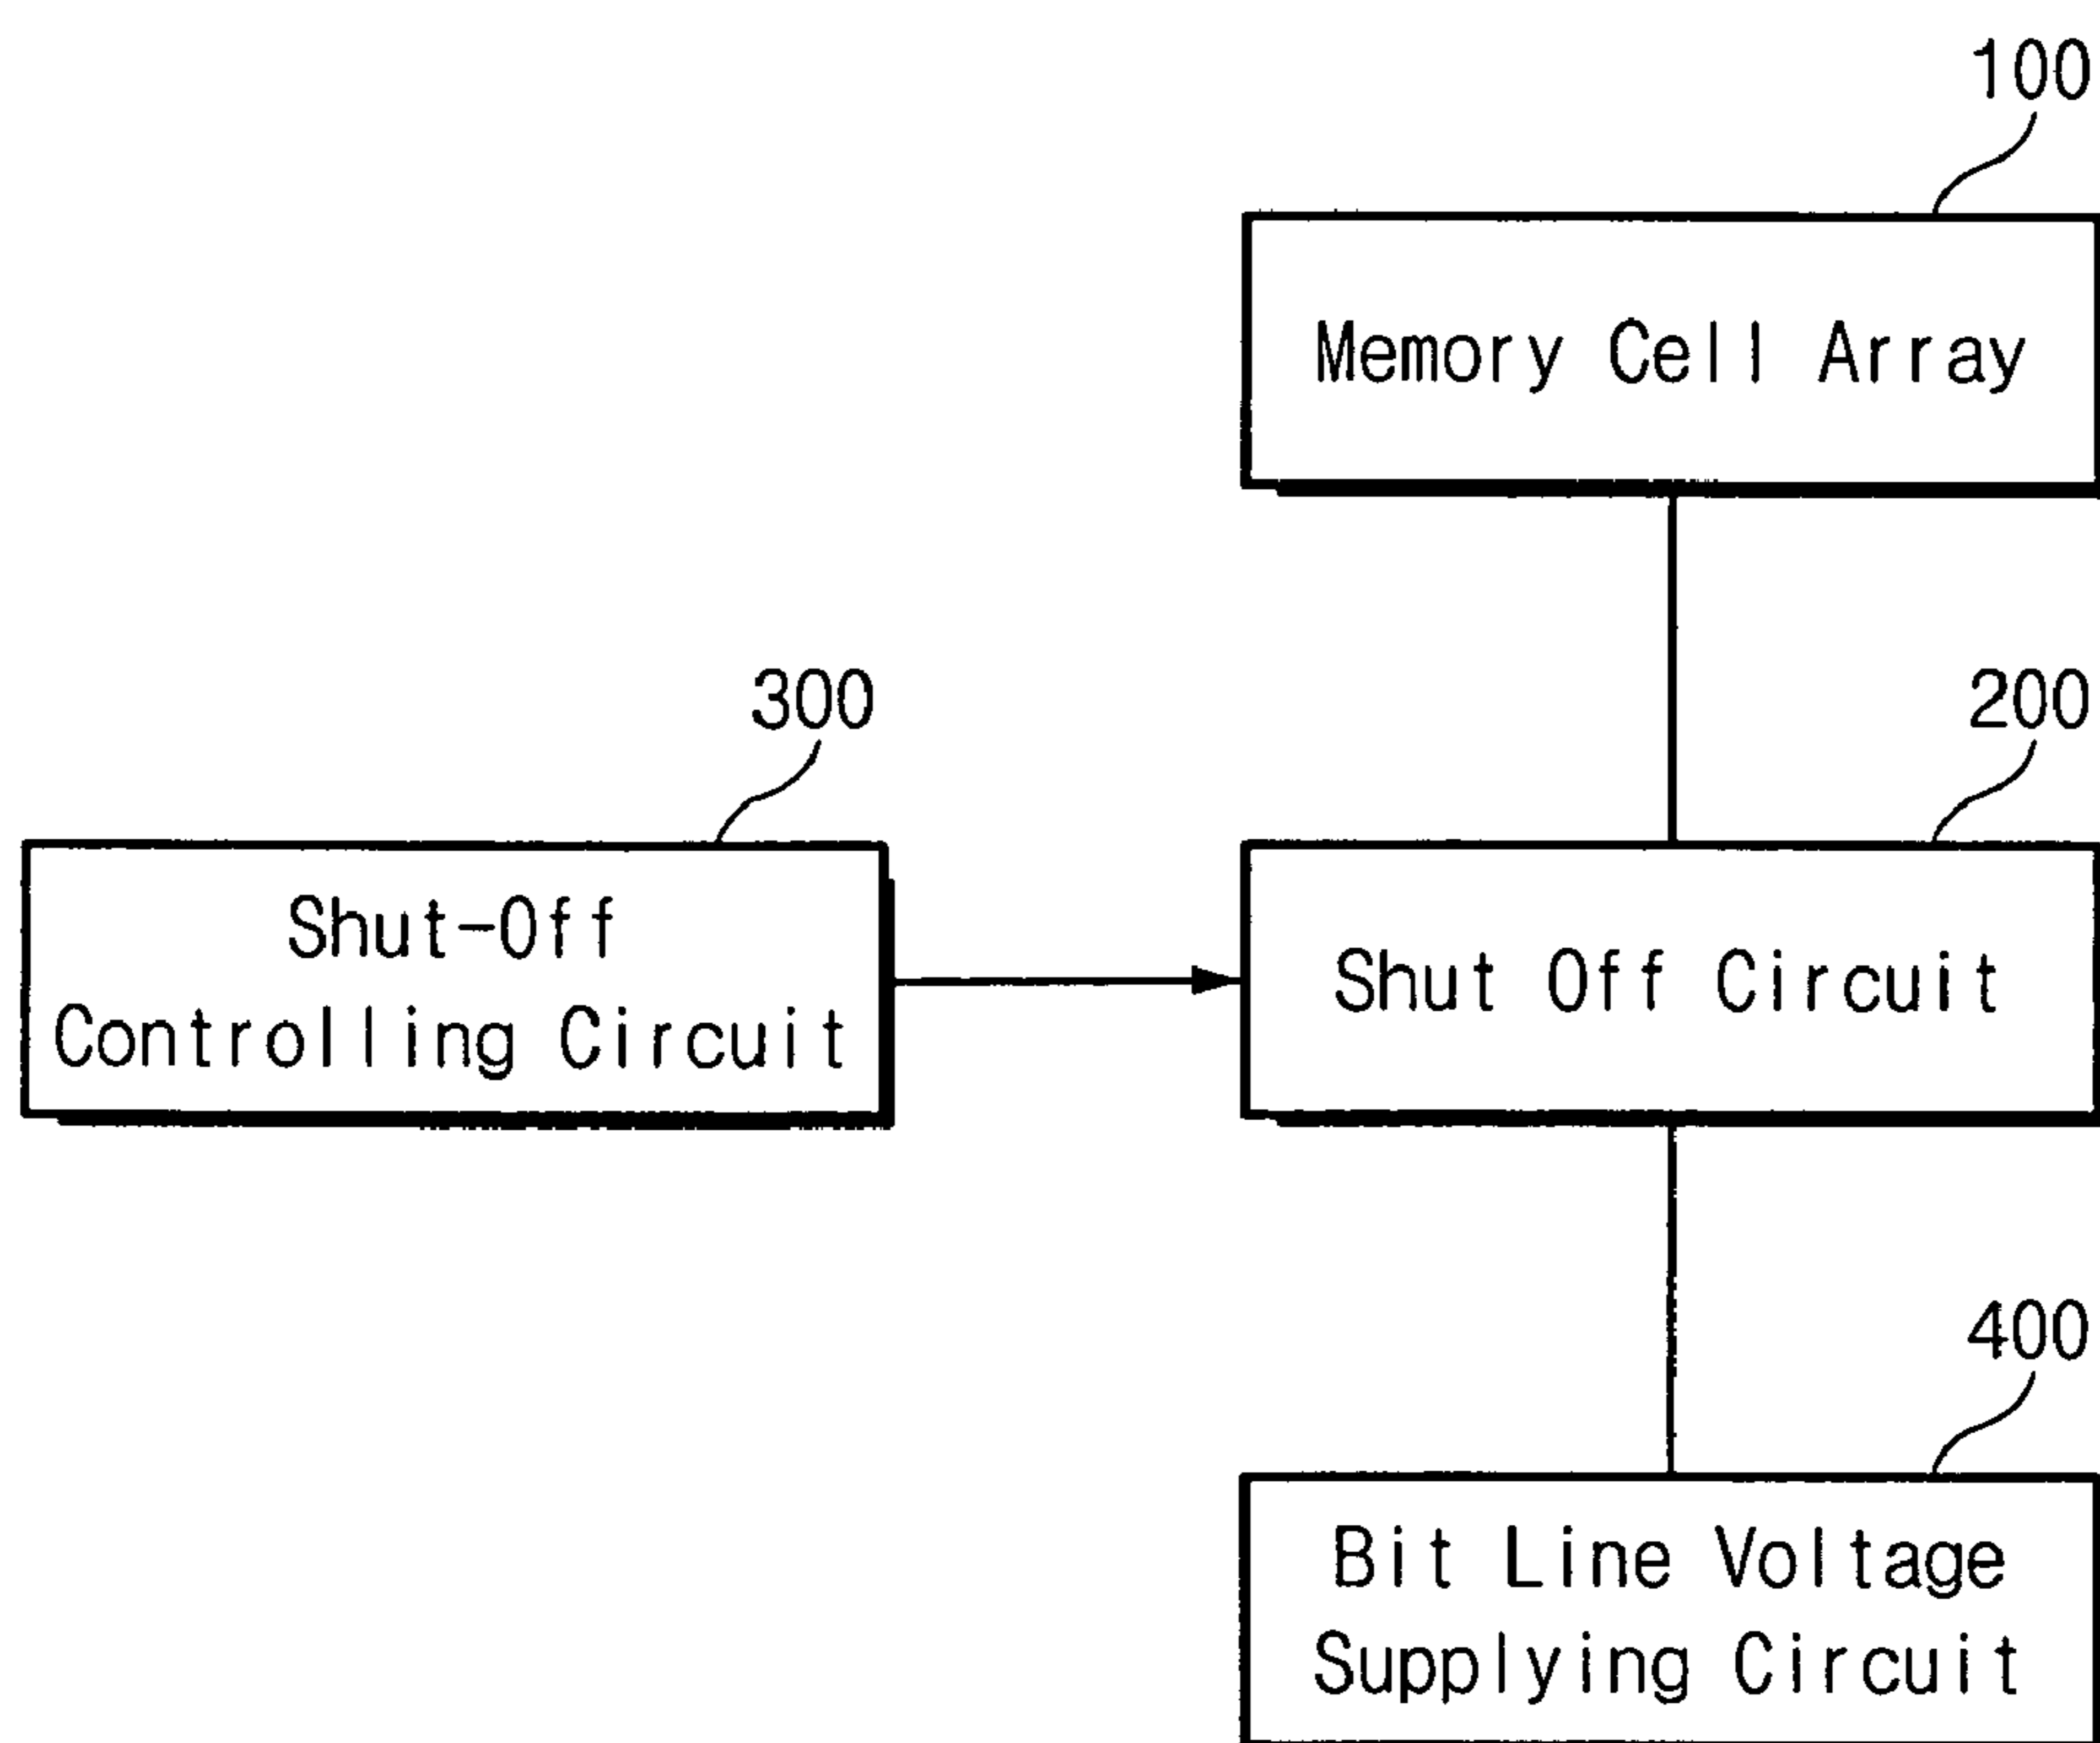 100
Memory Cell Array
300
200
Shut-Off
Controlling Circuit
Shut Off Circuit
400
Bit Line Voltage
Supplying Circuit